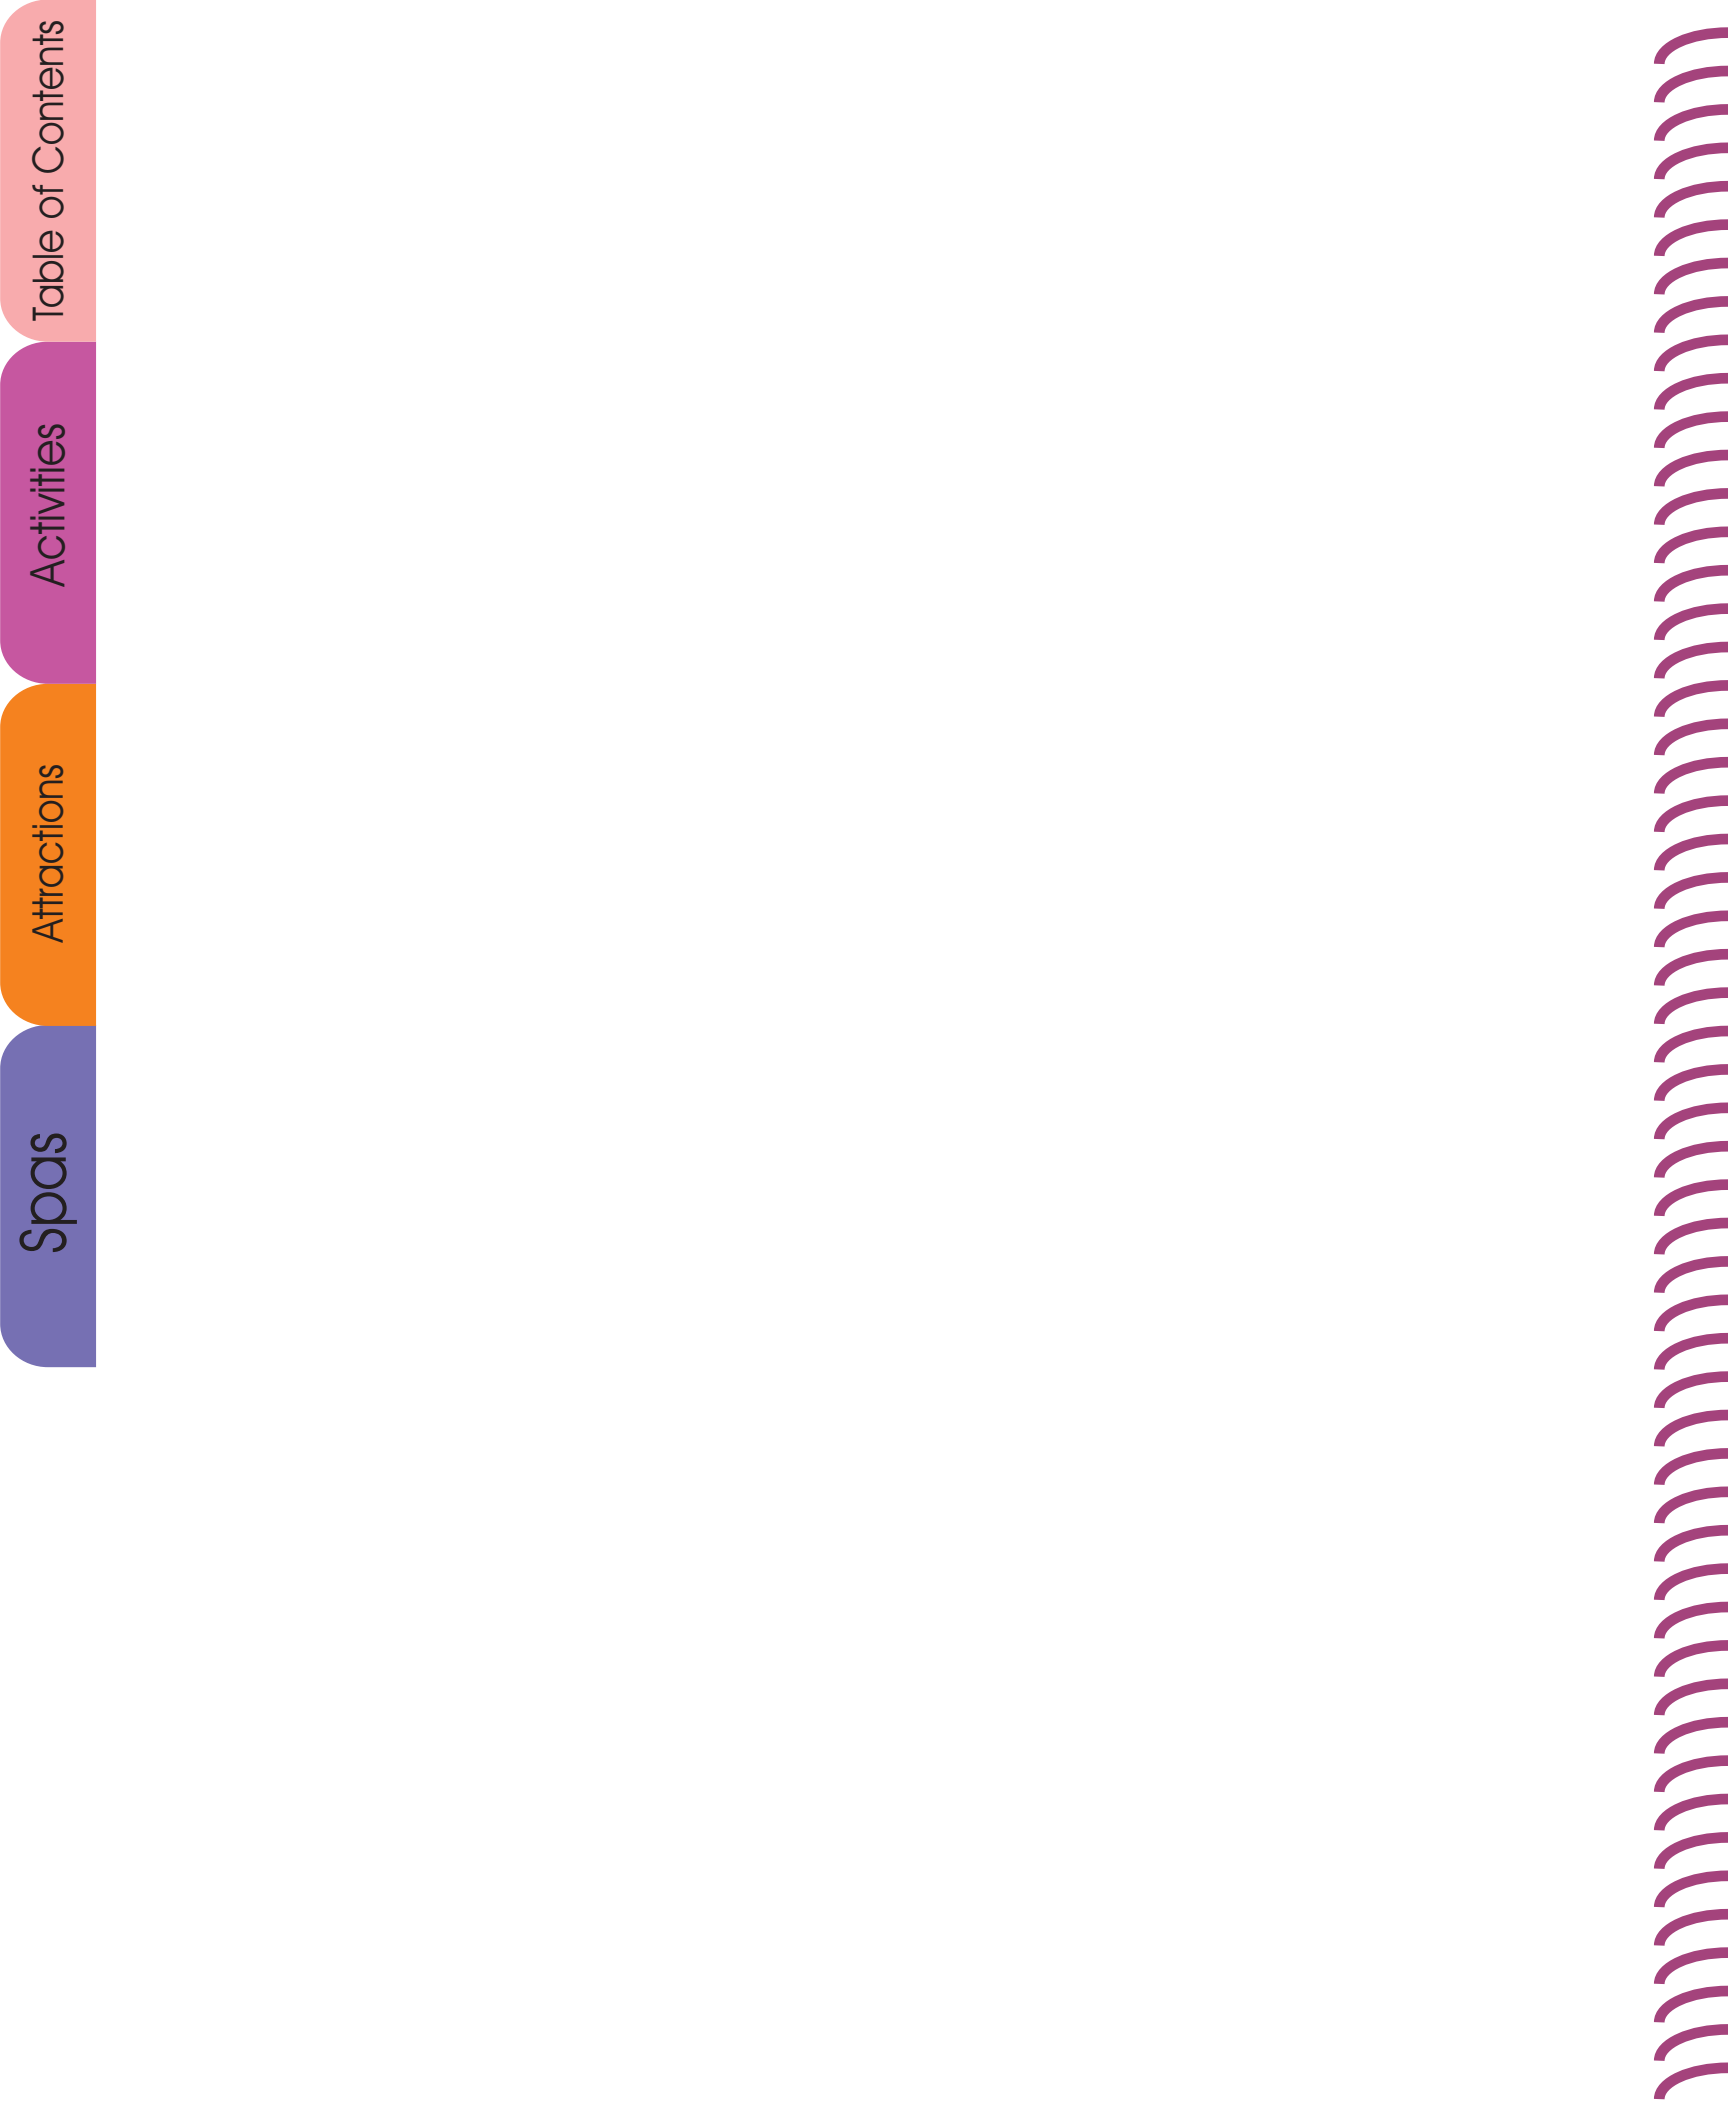 Table of Contents
Activities
Attractions
Spas